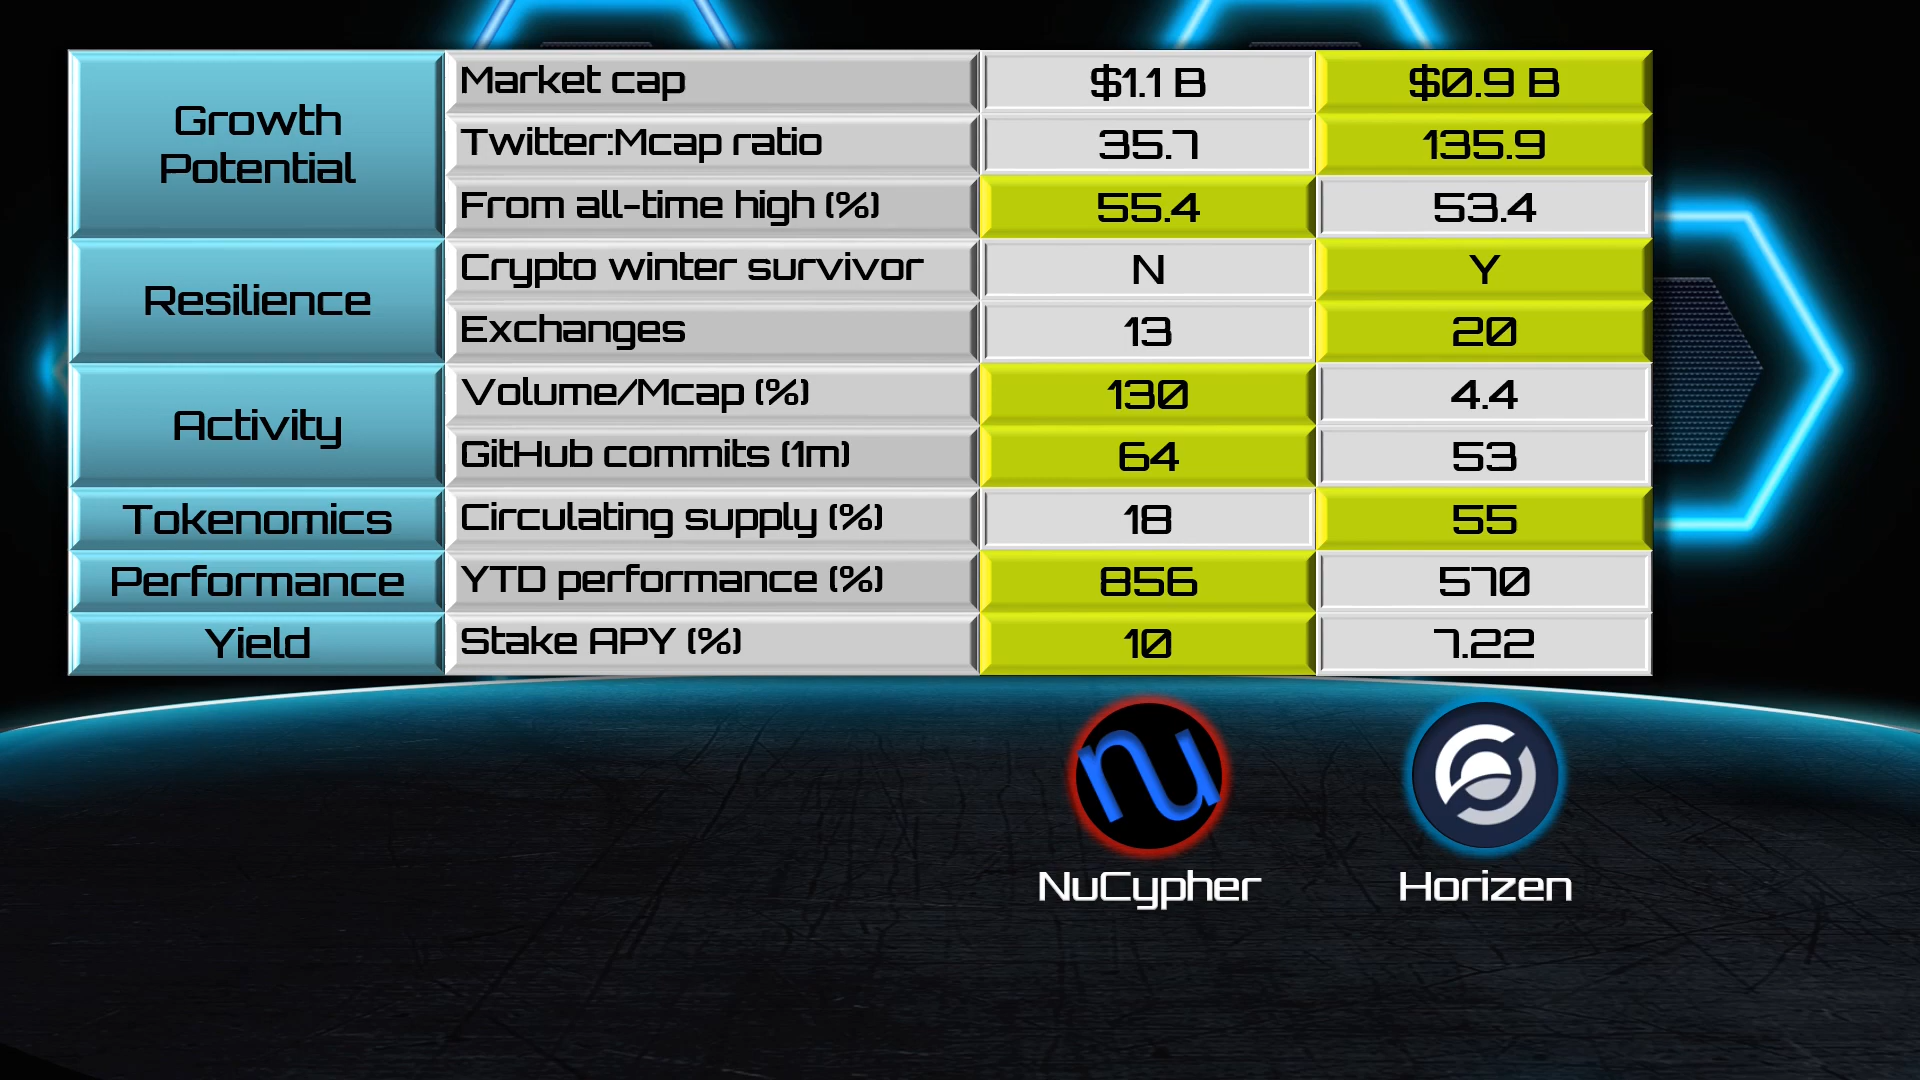 Growth
Potential
Market cap
$1.1 B
$0.9 B
Twitter:Mcap ratio
35.7
135.9
From all-time high (%)
55.4
53.4
Resilience
Crypto winter survivor
N
Y
Exchanges
13
20
Activity
Volume/Mcap (%)
130
4.4
GitHub commits (1m)
64
53
Tokenomics
Circulating supply (%)
18
55
Performance
YTD performance (%)
856
570
Yield
Stake APY (%)
10
7.22
nu
NuCypher
Horizen